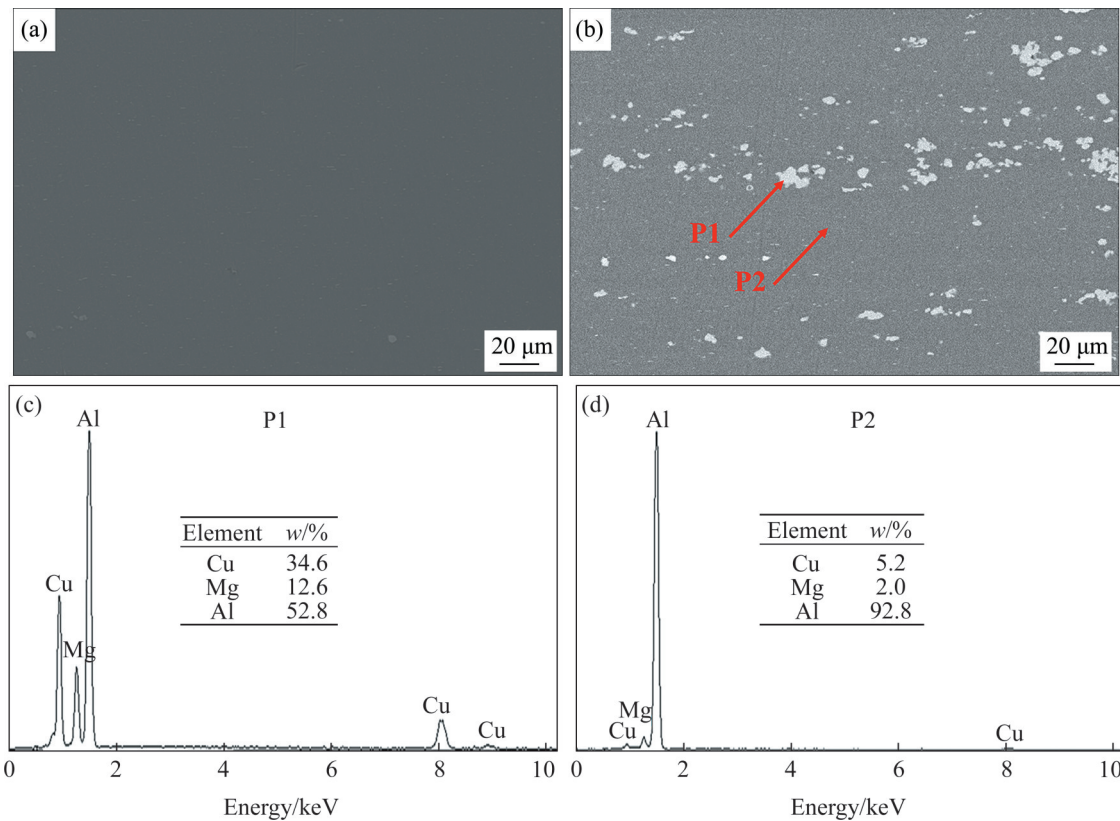 (a)
20 μm
(b)
P1
P2
20 μm
(c)
P1
Al
Cu
Mg
Element w/%
Cu 34.6
Mg 12.6
Al 52.8
Cu
Cu
0 2 4 6 8 10
Energy/keV
(d)
P2
Al
Mg
Cu
Element w/%
Cu 5.2
Mg 2.0
Al 92.8
Cu
0 2 4 6 8 10
Energy/keV